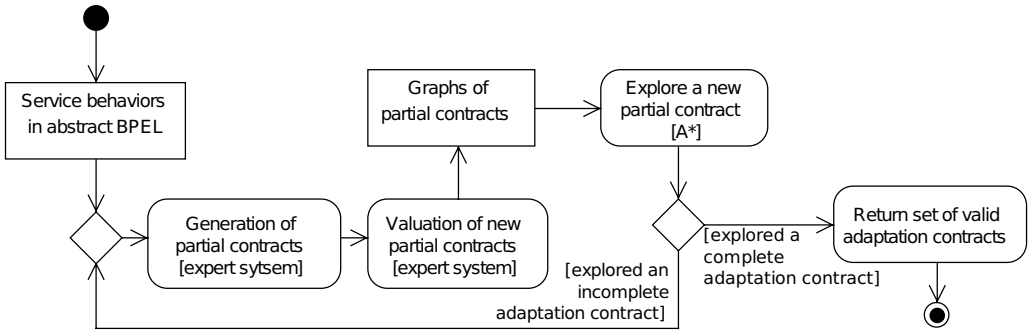 Service behaviors
in abstract BPEL
Generation of
partial contracts
[expert sytsem]
Valuation of new
partial contracts
[expert system]
Graphs of
partial contracts
Explore a new
partial contract
[A*]
[explored an
incomplete
adaptation contract]
[explored a
complete
adaptation contract]
Return set of valid
adaptation contracts